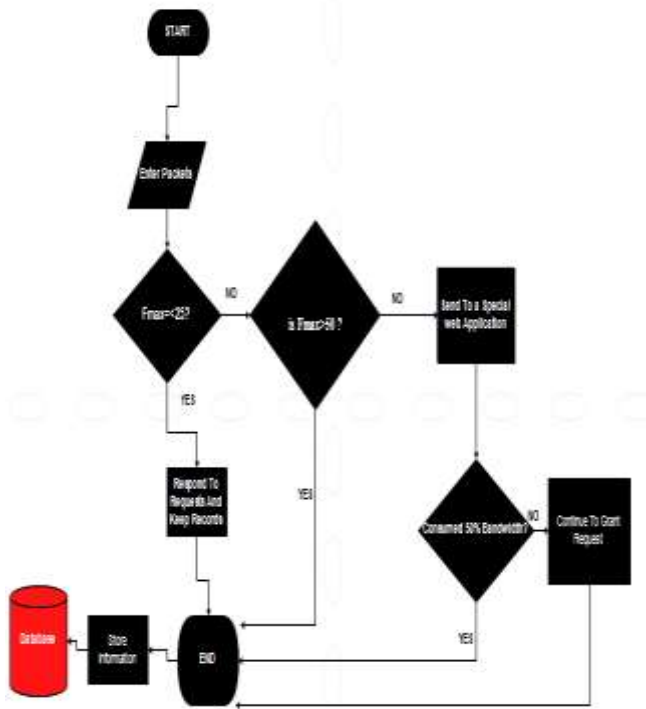 START
Enter Packets
Fmax=<25?
NO
is Fmax>50 ?
NO
Send To a Special
web Application
YES
Respond To
Requests And
Keep Records
YES
Consumed 50% Bandwidth?
NO
Continue To Grant
Request
YES
Database
Store
Information
END